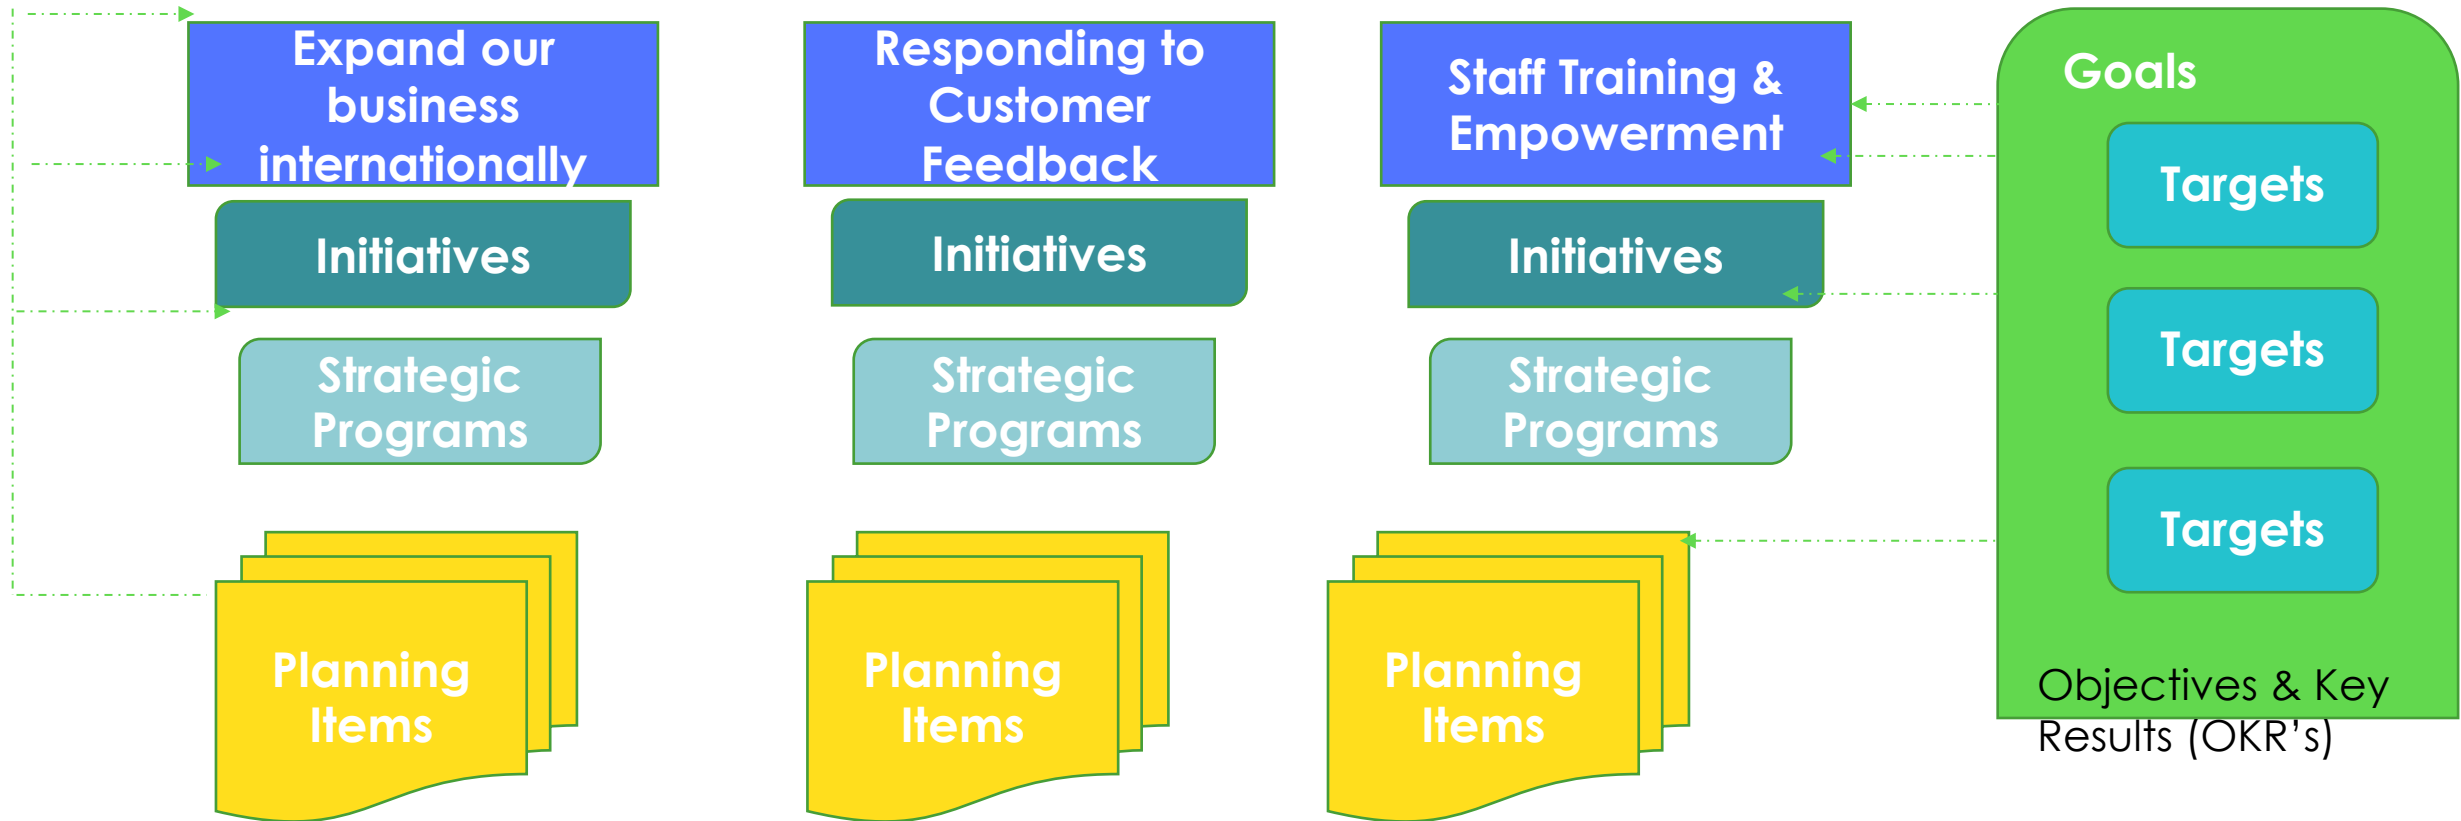 Expand our
business
internationally
Initiatives
Strategic
Programs
Planning
Items
Responding to
Customer
Feedback
Initiatives
Strategic
Programs
Planning
Items
Staff Training &
Empowerment
Initiatives
Strategic
Programs
Planning
Items
Goals
Targets
Targets
Targets
Objectives & Key
Results (OKR’s)